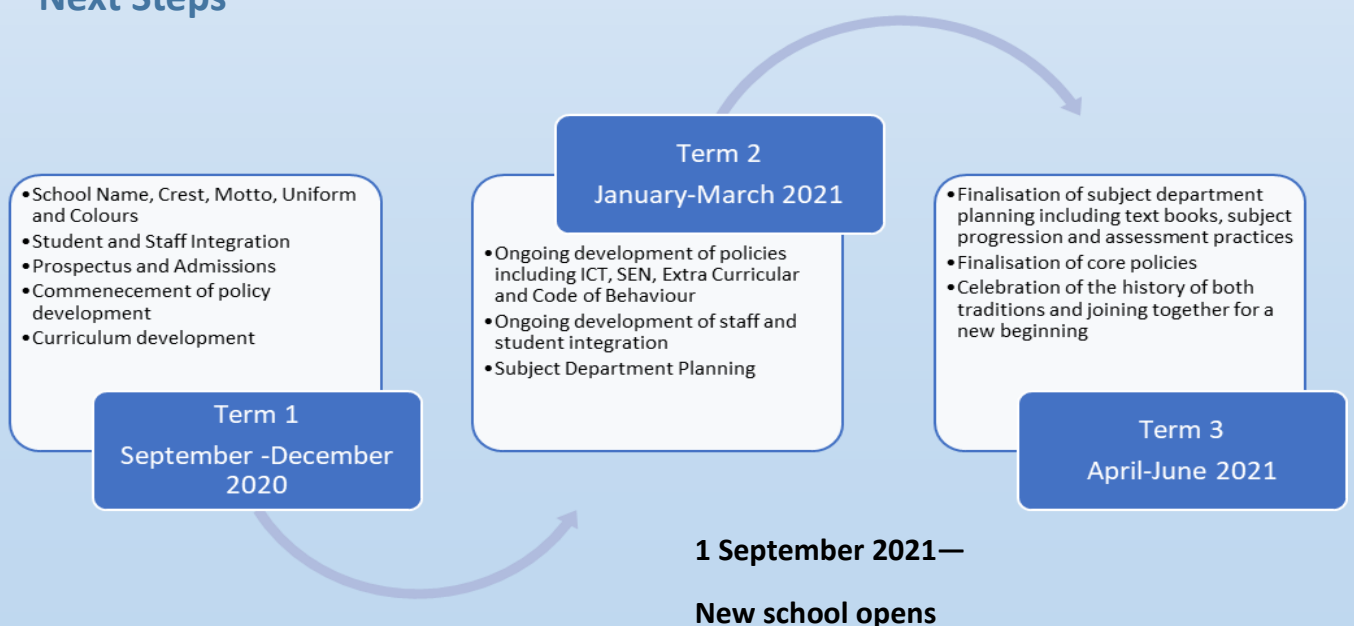 Next Steps
•School Name, Crest, Motto, Uniform
and Colours
•Student and Staff Integration
•Prospectus and Admissions
•Commenecement of policy
development
•Curriculum development
Term 1
September -December
2020
Term 2
January-March 2021
•Ongoing development of policies
including ICT, SEN, Extra Curricular
and Code of Behaviour
•Ongoing development of staff and
student integration
•Subject Department Planning
•Finalisation of subject department
planning including text books, subject
progression and assessment practices
•Finalisation of core policies
•Celebration of the history of both
traditions and joining together for a
new beginning
Term 3
April-June 2021
1 September 2021—
New school opens